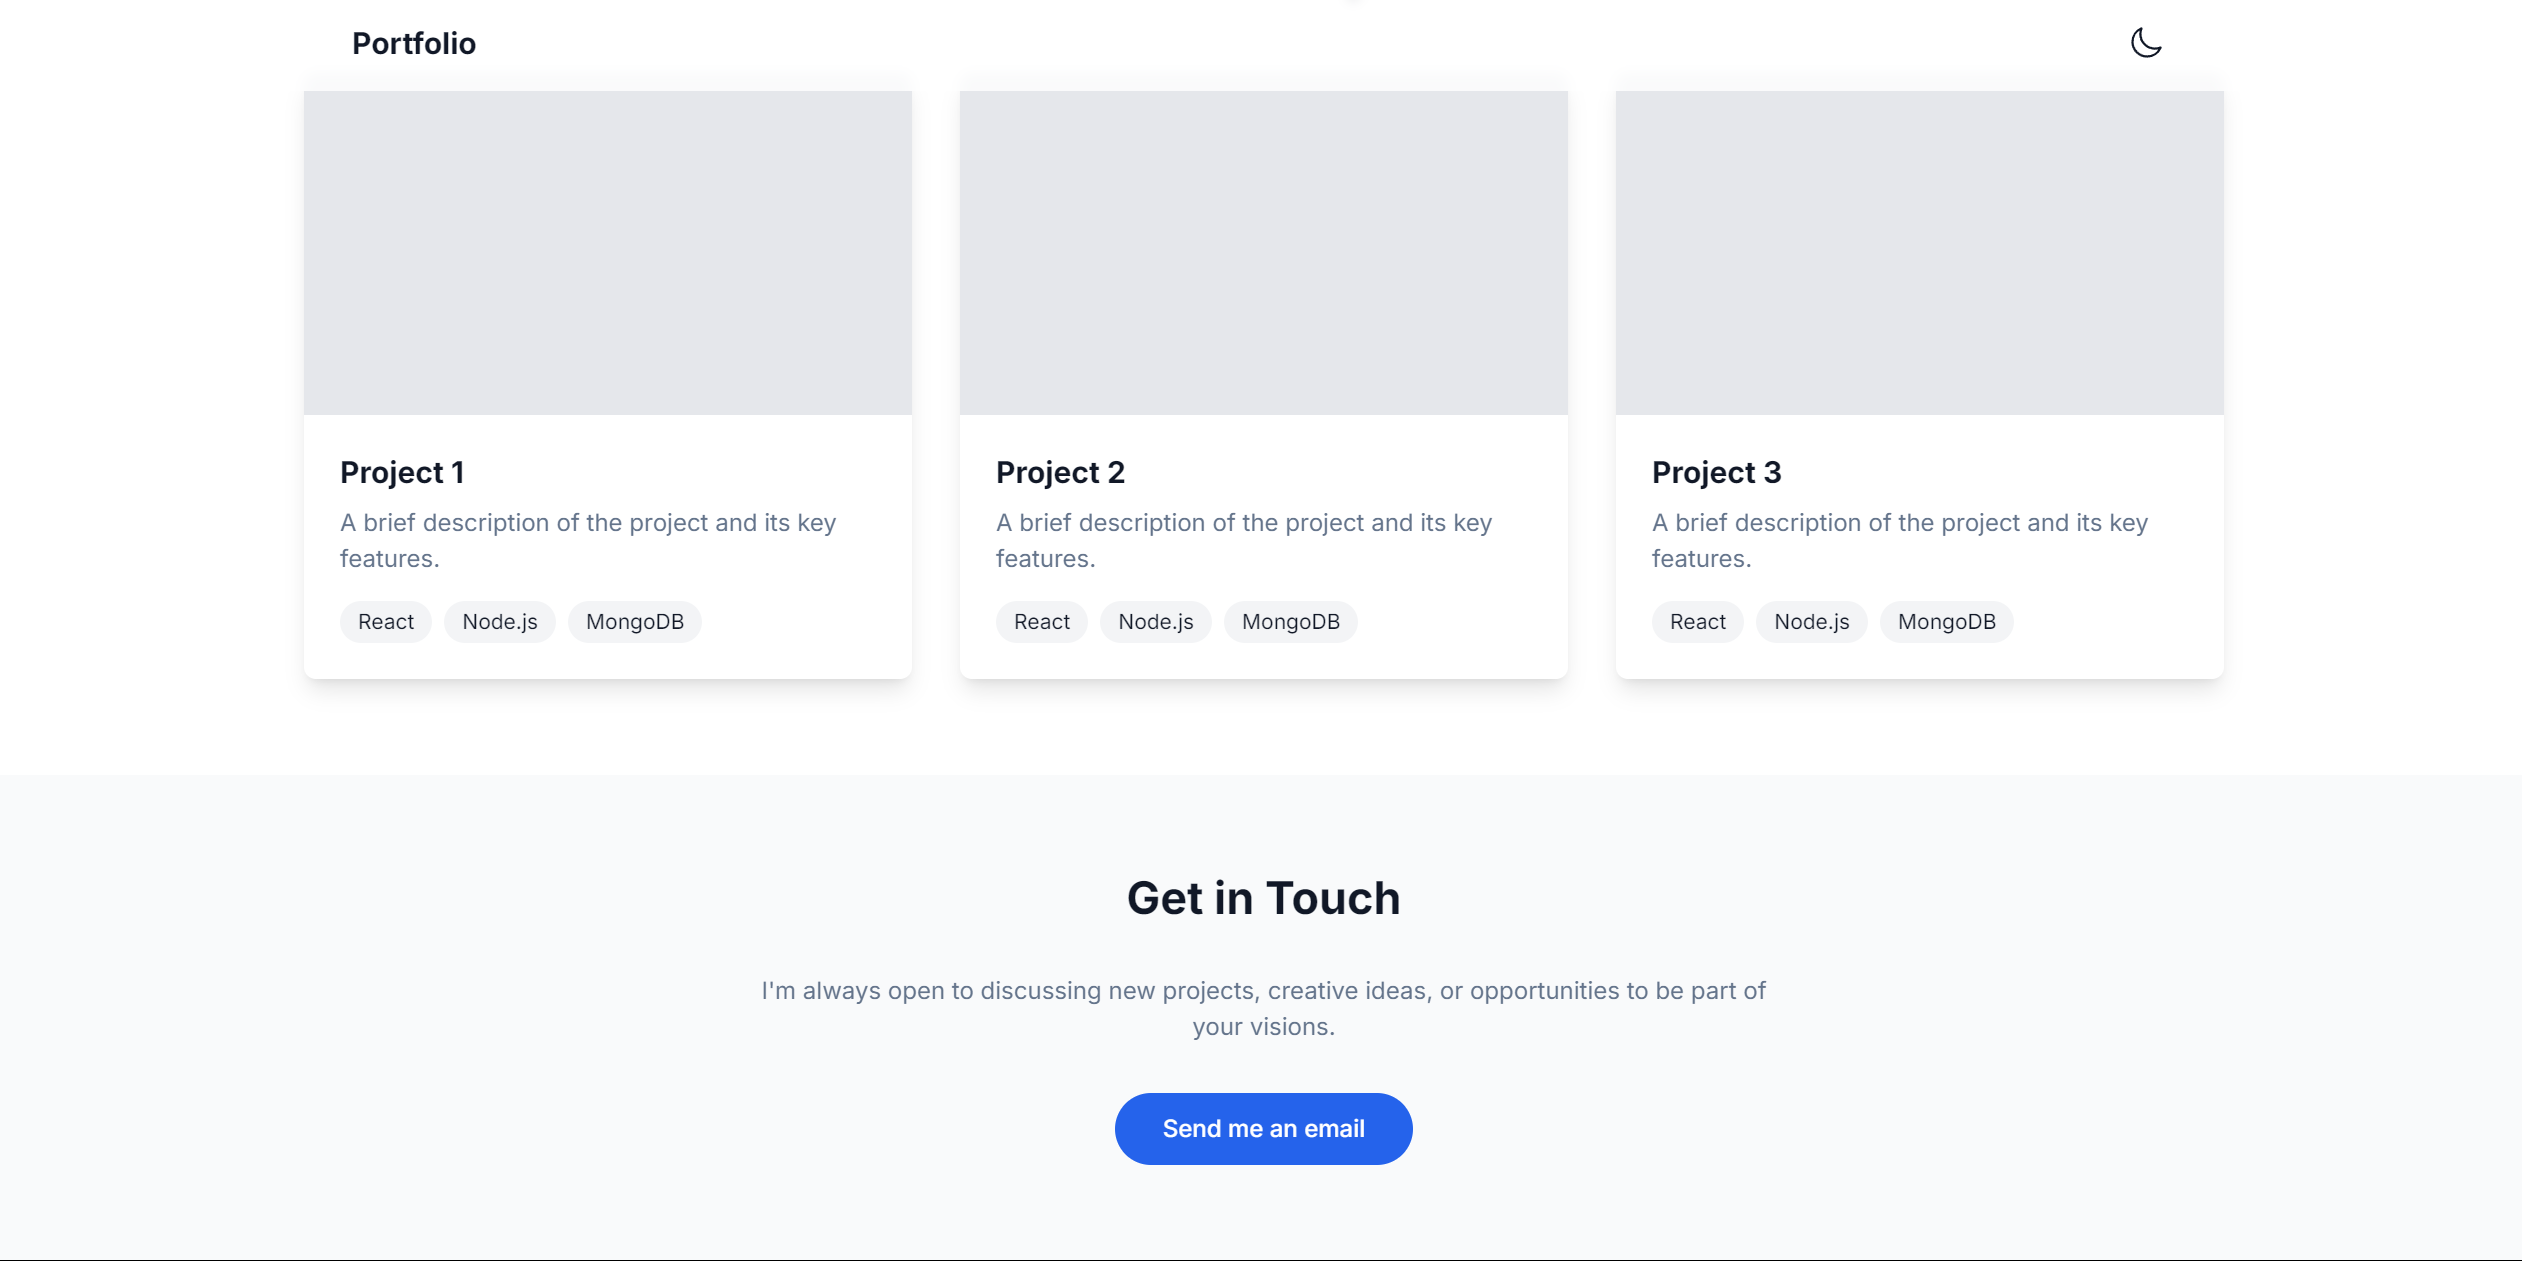 Portfolio
Project 1
A brief description of the project and its key
features.
React Node.js MongoDB
Project 2
A brief description of the project and its key
features.
React Node.js MongoDB
Project 3
A brief description of the project and its key
features.
React Node.js MongoDB
Get in Touch
I'm always open to discussing new projects, creative ideas, or opportunities to be part of
your visions.
Send me an email